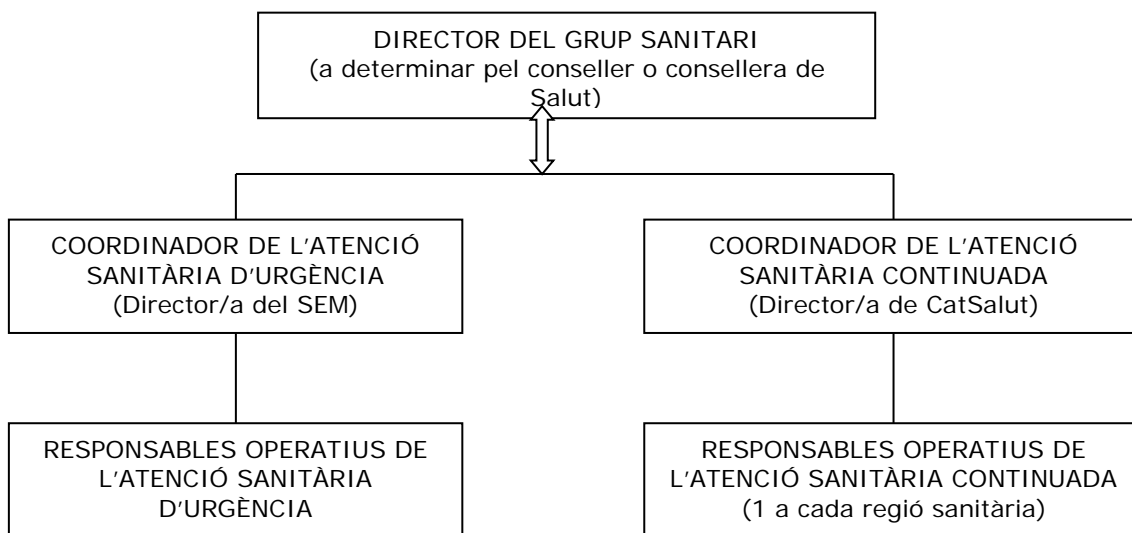 DIRECTOR DEL GRUP SANITARI
(a determinar pel conseller o consellera de
Salut)
COORDINADOR DE L'ATENCIÓ
SANITÀRIA D'URGÈNCIA
(Director/a del SEM)
COORDINADOR DE L'ATENCIÓ
SANITÀRIA CONTINUADA
(Director/a de CatSalut)
RESPONSABLES OPERATIUS DE
L'ATENCIÓ SANITÀRIA
D'URGÈNCIA
RESPONSABLES OPERATIUS DE
L'ATENCIÓ SANITÀRIA CONTINUADA
(1 a cada regió sanitària)